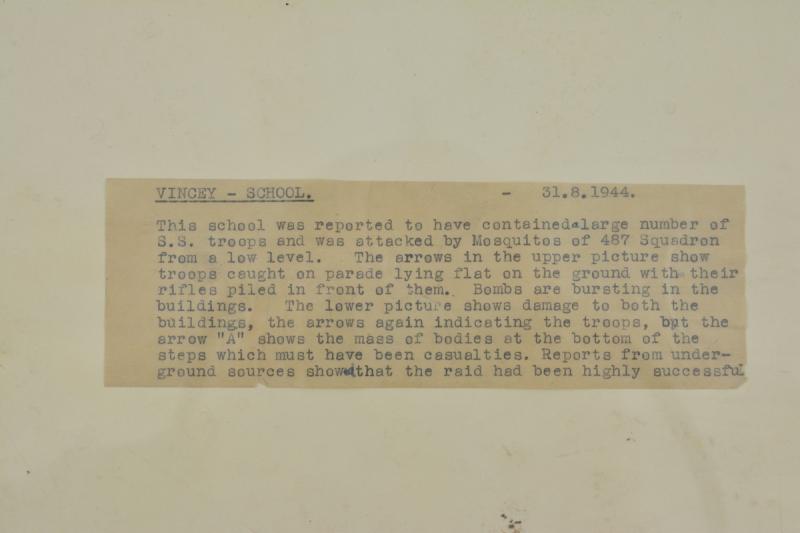 VINCEY - SCHOOL. - 31.8.1944.
This school was reported to have contained a large number of
S.S. troops and was attacked by Mosquitos of 487 Squadron
from a low level. The arrows in the upper picture show
troops caught on parade lying flat on the ground with their
rifles piled in front of them. Bombs are bursting in the
buildings. The lower picture shows damage to both the
buildings, the arrows again indicating the troops, but the
arrow "A" shows the mass of bodies at the bottom of the
steps which must have been casualties. Reports from under-
ground sources showed that the raid had been highly successful